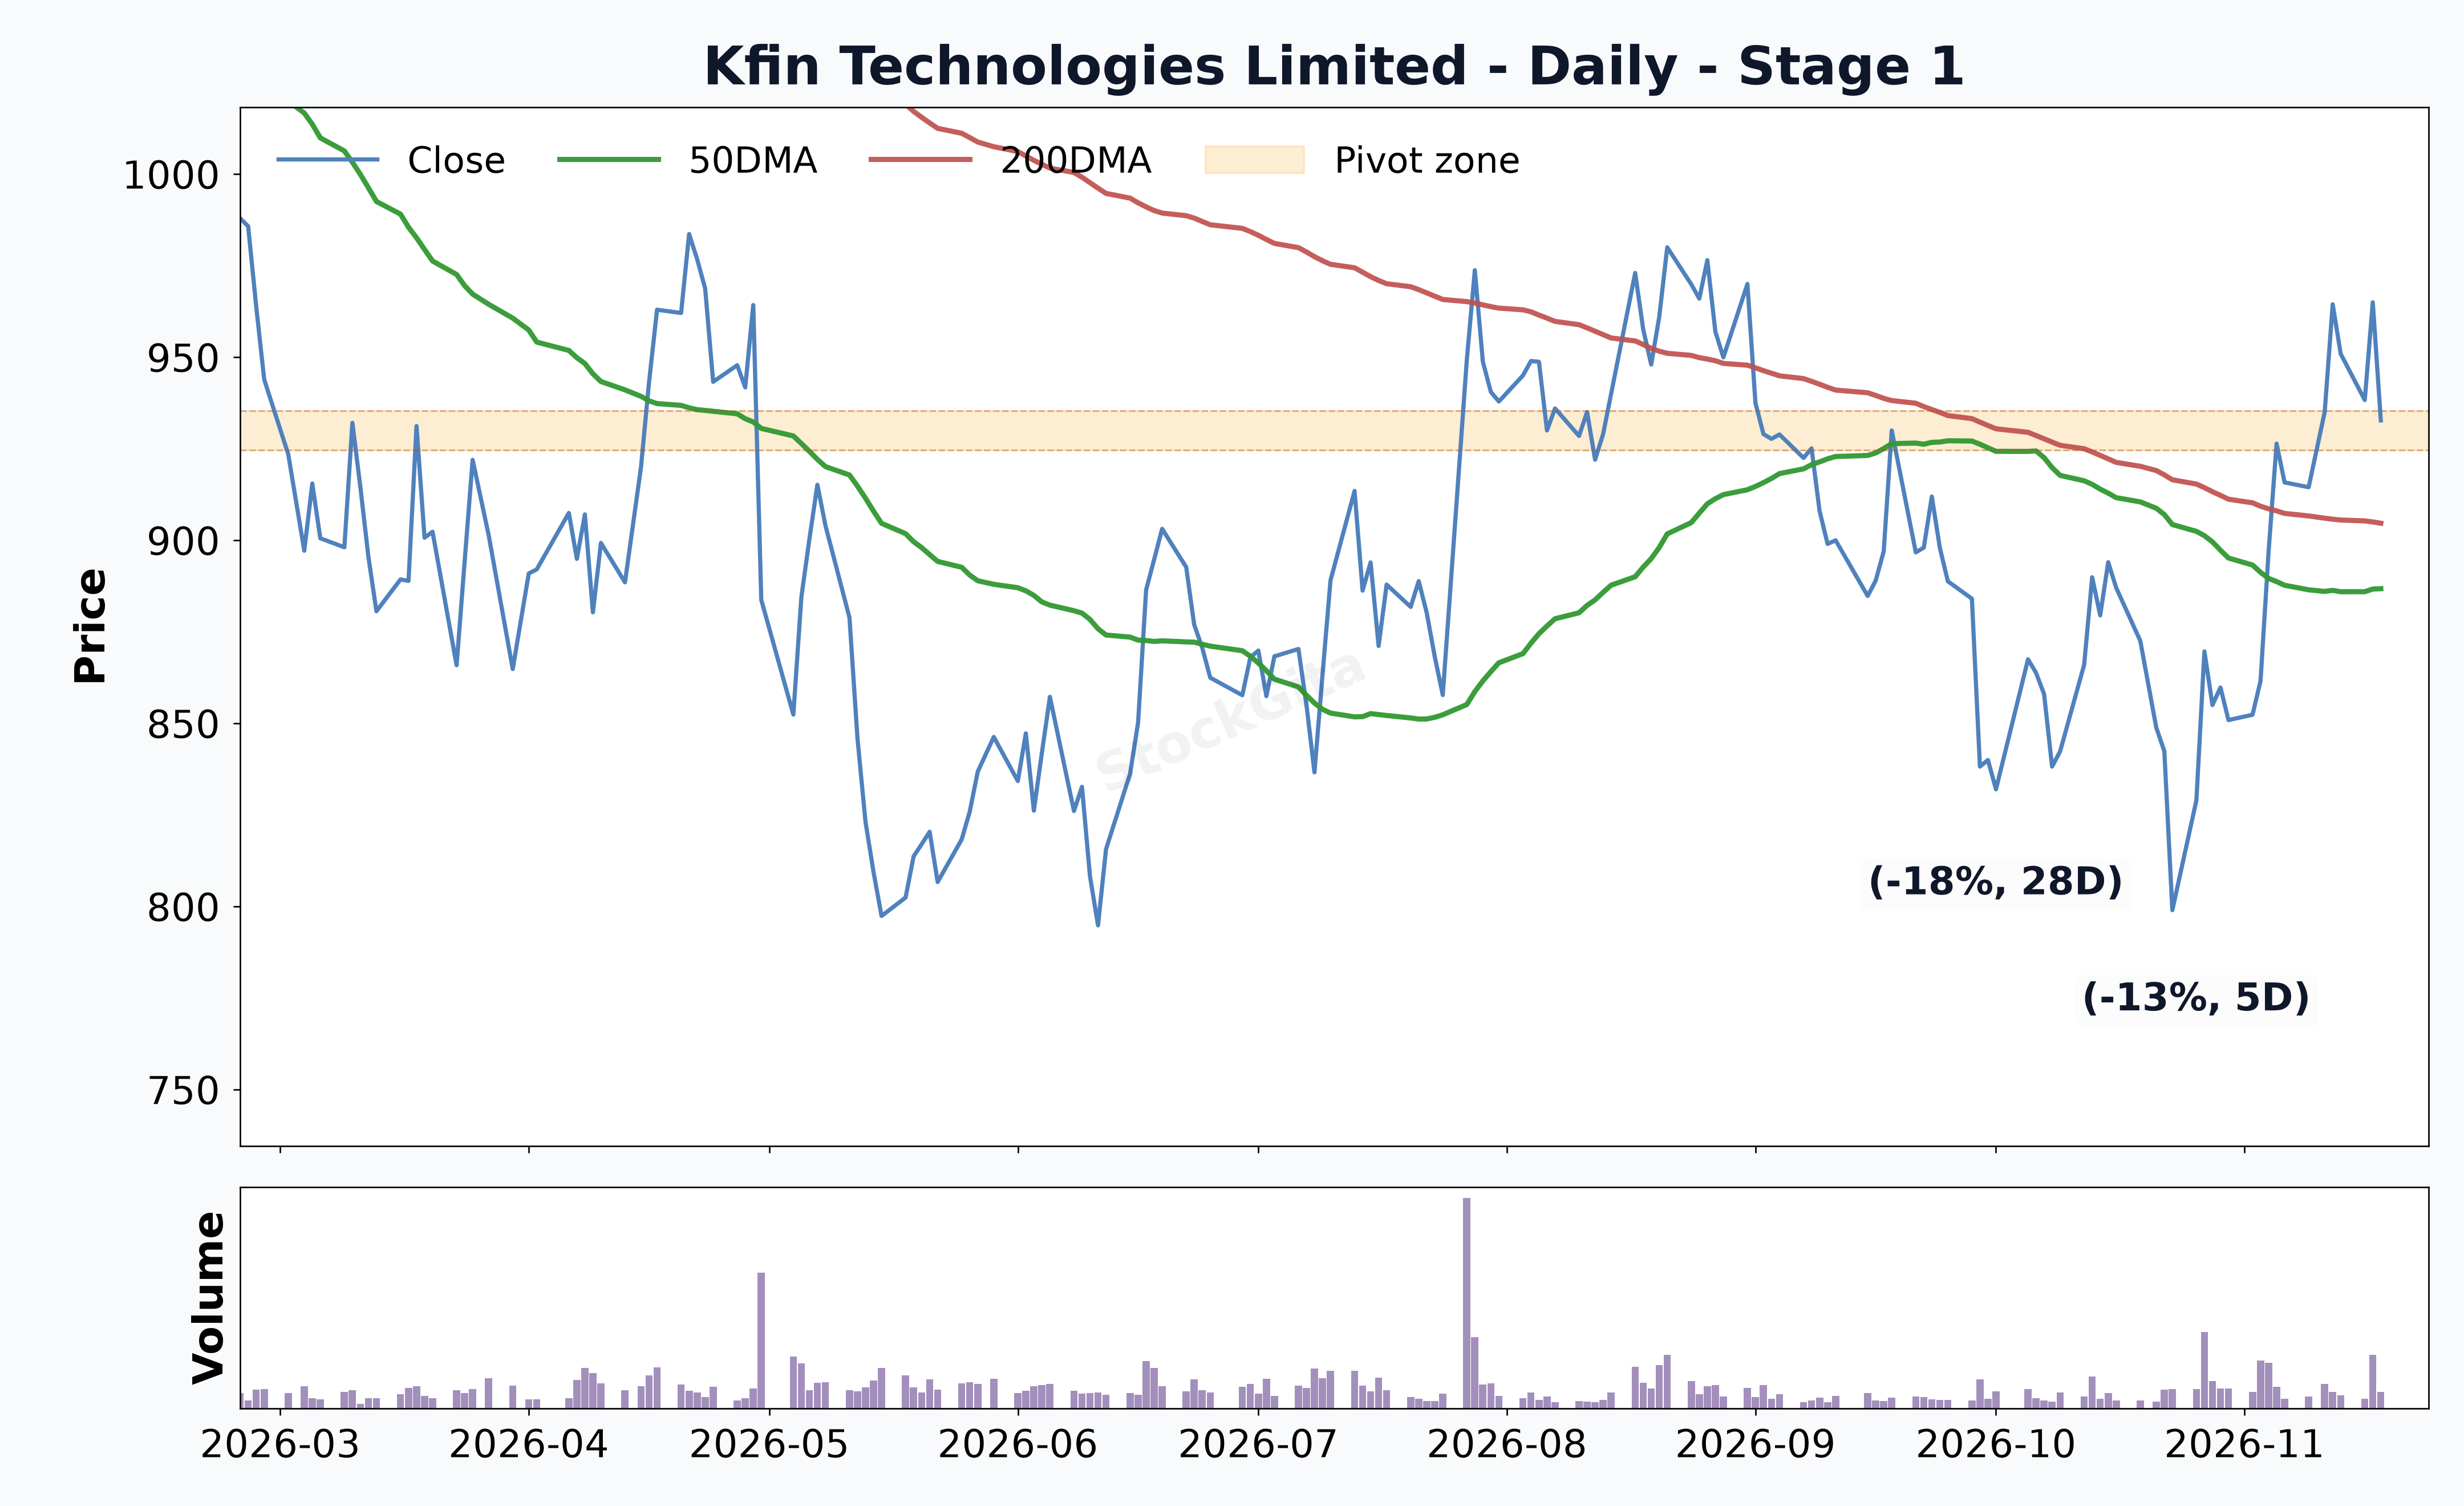 Kfin Technologies Limited - Daily - Stage 1
Close 50DMA 200DMA Pivot zone
1000
950
900
850
800
750
Price
StockGita
(-18%, 28D)
(-13%, 5D)
Volume
2026-03 2026-04 2026-05 2026-06 2026-07 2026-08 2026-09 2026-10 2026-11